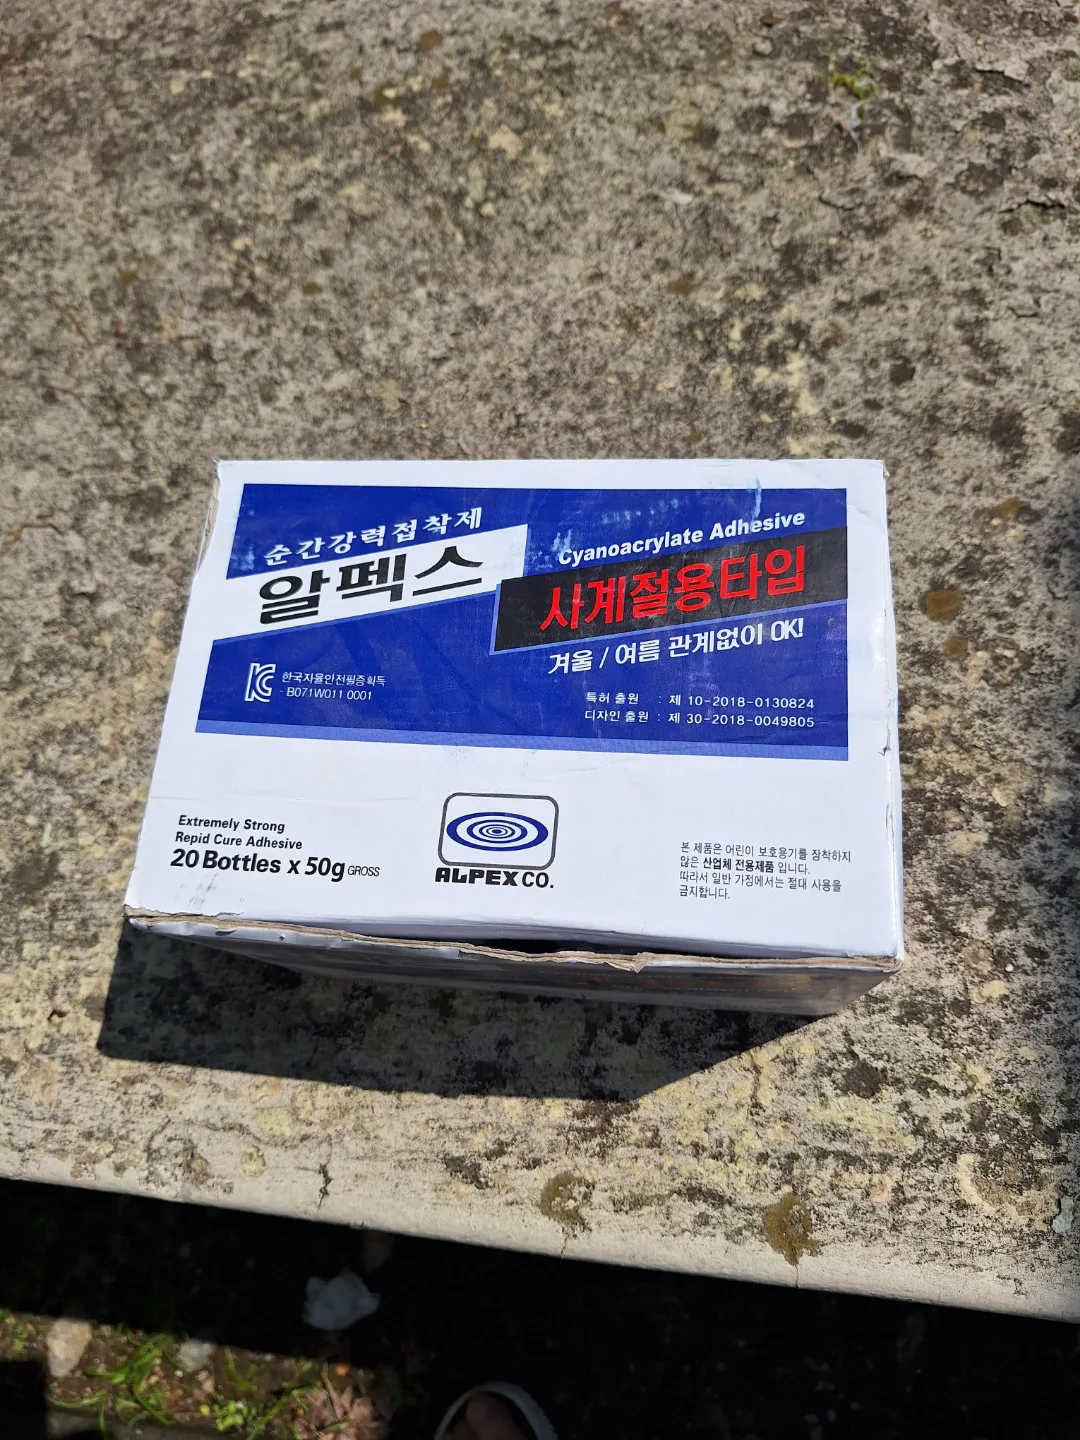 순간강력접착제
알펙스
Cyanoacrylate Adhesive
사계절용타입
겨울 / 여름 관계없이 OK!
한국자율안전필증획득
- B071W011 0001
특허 출원 : 제 10-2018-0130824
디자인 출원 : 제 30-2018-0049805
Extremely Strong
Repid Cure Adhesive
20 Bottles x 50g GROSS
ALPEX CO.
본 제품은 어린이 보호용기를 장착하지
않은 산업체 전용제품 입니다.
따라서 일반 가정에서는 절대 사용을
금지합니다.